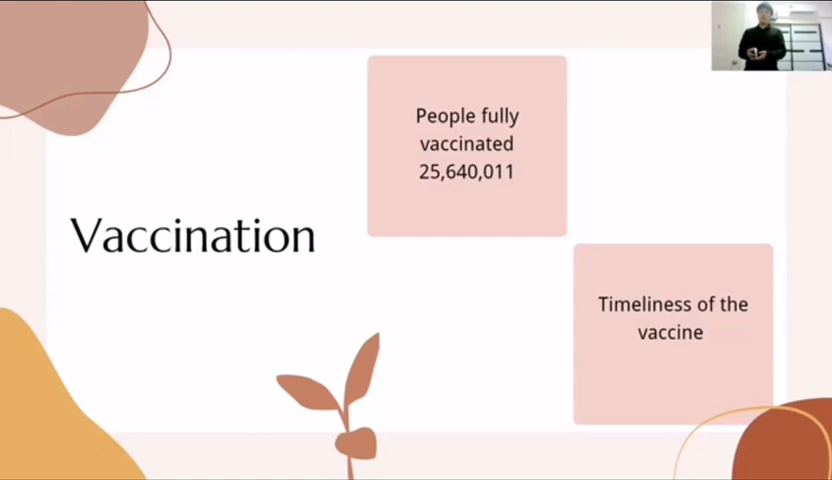 People fully
vaccinated
25,640,011
Vaccination
Timeliness of the
vaccine